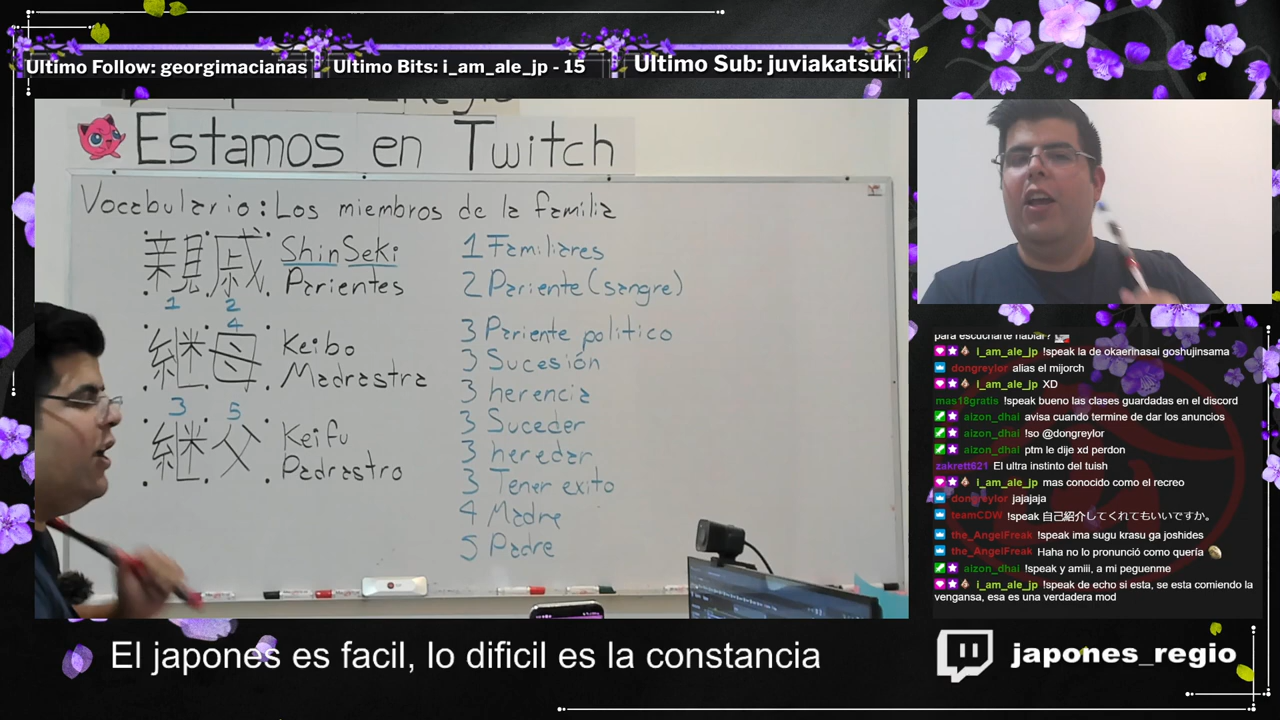 Ultimo Follow: georgimacianas
Ultimo Bits: i_am_ale_jp - 15
Ultimo Sub: juviakatsuki
Estamos en Twitch
Vocabulario: Los miembros de la familia
親戚 ShinSeki
Parientes
1 2
4
継母 Keibo
Madrastra
3 5
継父 Keifu
Padrastro
1 Familiares
2 Pariente (sangre)
3 Pariente politico
3 Sucesión
3 herencia
3 Suceder
3 heredar
3 Tener exito
4 Madre
5 Padre
para escucharte hablar?
i_am_ale_jp !speak la de okaerinasai goshujinsama
dongreylor alias el mijorch
i_am_ale_jp XD
mas18gratis !speak bueno las clases guardadas en el discord
aizon_dhai avisa cuando termine de dar los anuncios
aizon_dhai !so @dongreylor
aizon_dhai ptm le dije xd perdon
zakrett621 El ultra instinto del tuish
i_am_ale_jp mas conocido como el recreo
dongreylor jajajaja
teamCDW !speak 自己紹介してくれてもいいですか。
the_AngelFreak !speak ima sugu krasu ga joshides
the_AngelFreak Haha no lo pronunció como quería
aizon_dhai !speak y amiii, a mi peguenme
i_am_ale_jp !speak de echo si esta, se esta comiendo la
vengansa, esa es una verdadera mod
El japones es facil, lo dificil es la constancia
japones_regio